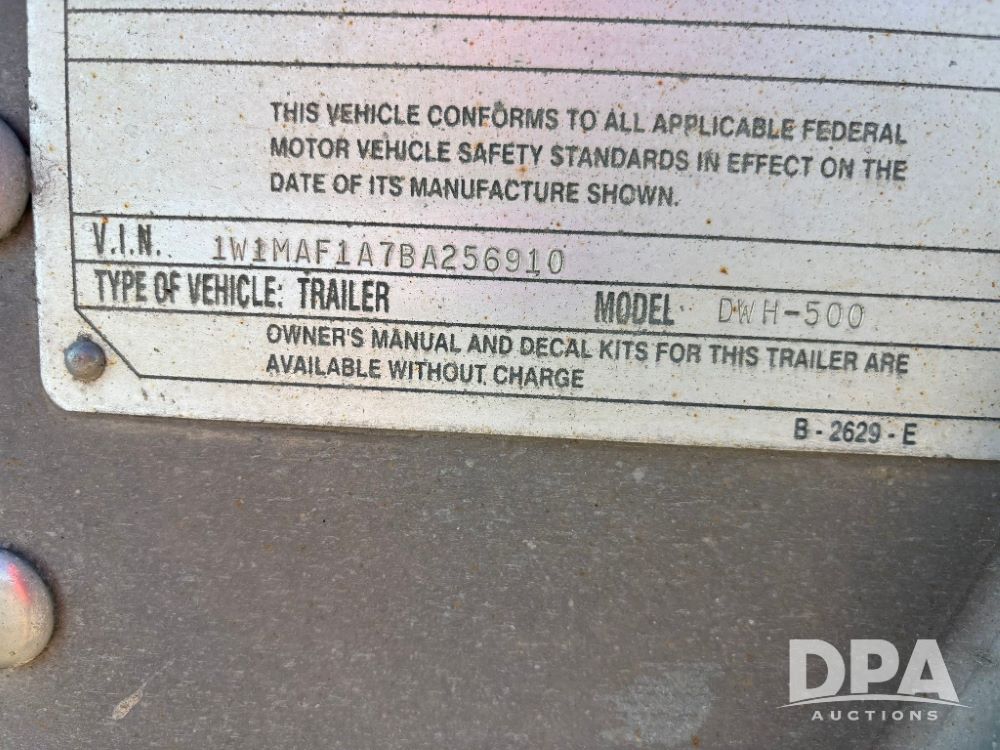 THIS VEHICLE CONFORMS TO ALL APPLICABLE FEDERAL
MOTOR VEHICLE SAFETY STANDARDS IN EFFECT ON THE
DATE OF ITS MANUFACTURE SHOWN.
V.I.N. 1W1MAF1A7BA256910
TYPE OF VEHICLE: TRAILER MODEL DWH-500
OWNER'S MANUAL AND DECAL KITS FOR THIS TRAILER ARE
AVAILABLE WITHOUT CHARGE
B - 2629 - E
DPA
AUCTIONS